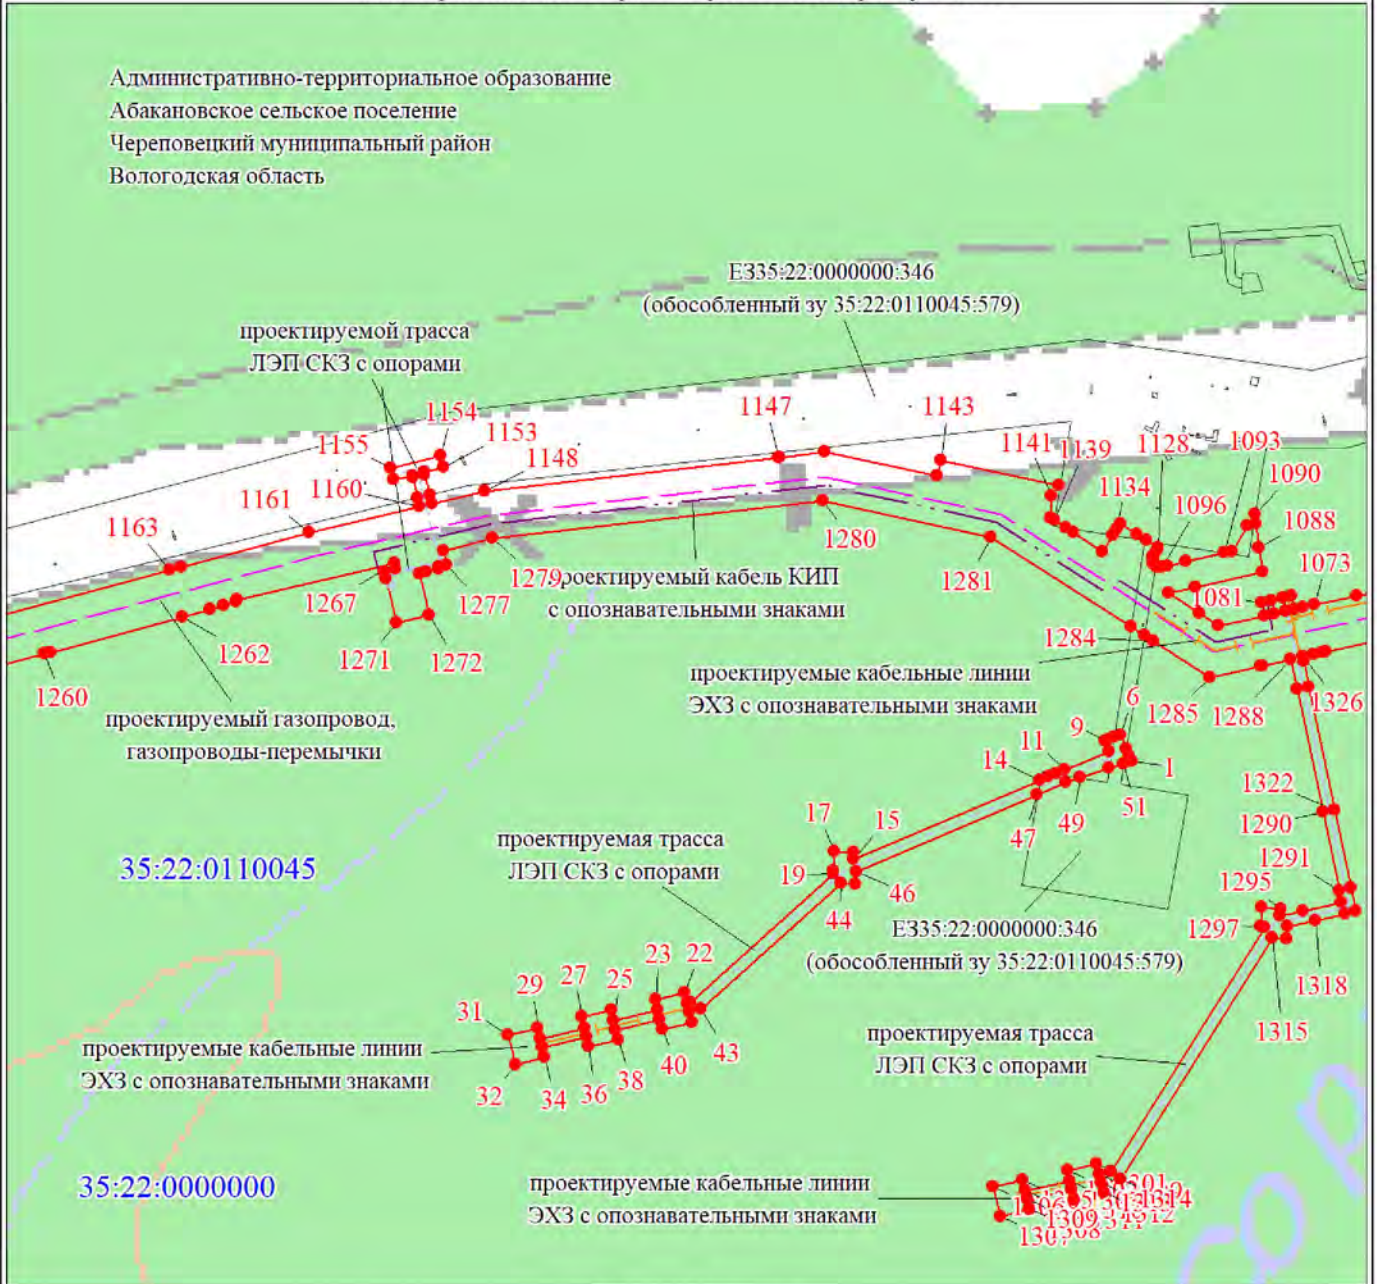 Административно-территориальное образование
Абакановское сельское поселение
Череповецкий муниципальный район
Вологодская область
ЕЗ35:22:0000000:346
(обособленный зу 35:22:0110045:579)
проектируемой трасса
ЛЭП СКЗ с опорами
1154
1147
1143
1155
1153
1141
1139
1128
1093
1148
1090
1160
1134
1096
1161
1088
1163
1280
1073
1279
проектируемый кабель КИП
с опознавательными знаками
1281
1267
1277
1081
1262
1271
1272
1284
1260
проектируемые кабельные линии
ЭХЗ с опознавательными знаками
6
1285
1288
1326
проектируемый газопровод,
газопроводы-перемычки
9
11
14
1
51
49
47
1322
1290
17
15
проектируемая трасса
ЛЭП СКЗ с опорами
35:22:0110045
19
46
44
1291
1295
1297
ЕЗ35:22:0000000:346
(обособленный зу 35:22:0110045:579)
22
23
25
27
29
31
1318
1315
проектируемая трасса
ЛЭП СКЗ с опорами
43
40
38
36
34
32
проектируемые кабельные линии
ЭХЗ с опознавательными знаками
35:22:0000000
проектируемые кабельные линии
ЭХЗ с опознавательными знаками
1314
1309
1307
1308